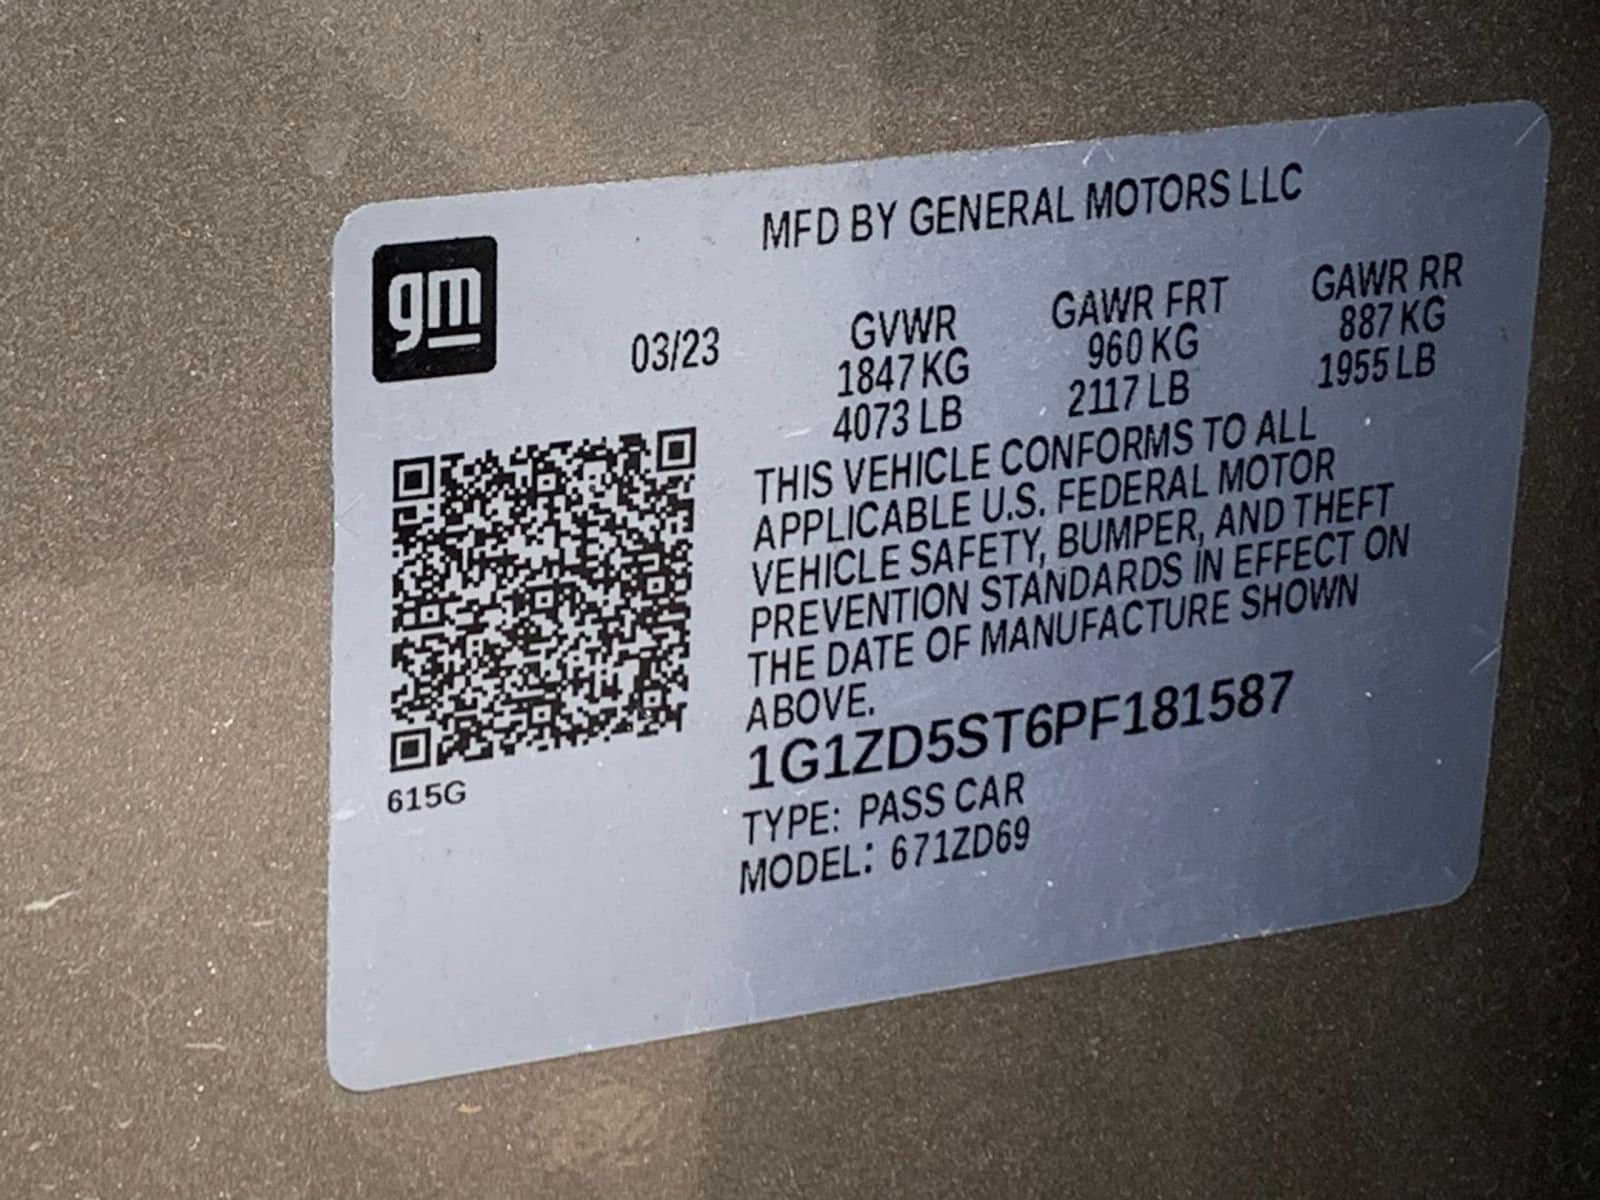 MFD BY GENERAL MOTORS LLC
gm
03/23
GVWR GAWR FRT GAWR RR
1847 KG 960 KG 887 KG
4073 LB 2117 LB 1955 LB
THIS VEHICLE CONFORMS TO ALL
APPLICABLE U.S. FEDERAL MOTOR
VEHICLE SAFETY, BUMPER, AND THEFT
PREVENTION STANDARDS IN EFFECT ON
THE DATE OF MANUFACTURE SHOWN
ABOVE.
1G1ZD5ST6PF181587
615G
TYPE: PASS CAR
MODEL: 671ZD69